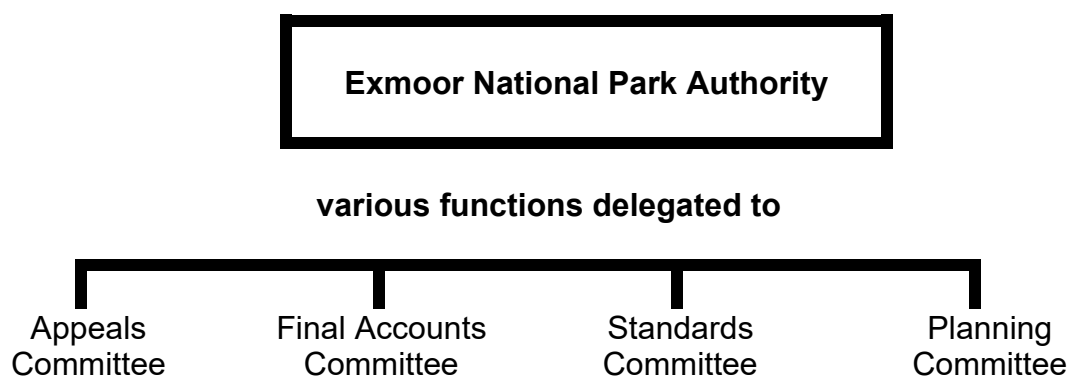 Exmoor National Park Authority
various functions delegated to
Appeals
Committee
Final Accounts
Committee
Standards
Committee
Planning
Committee